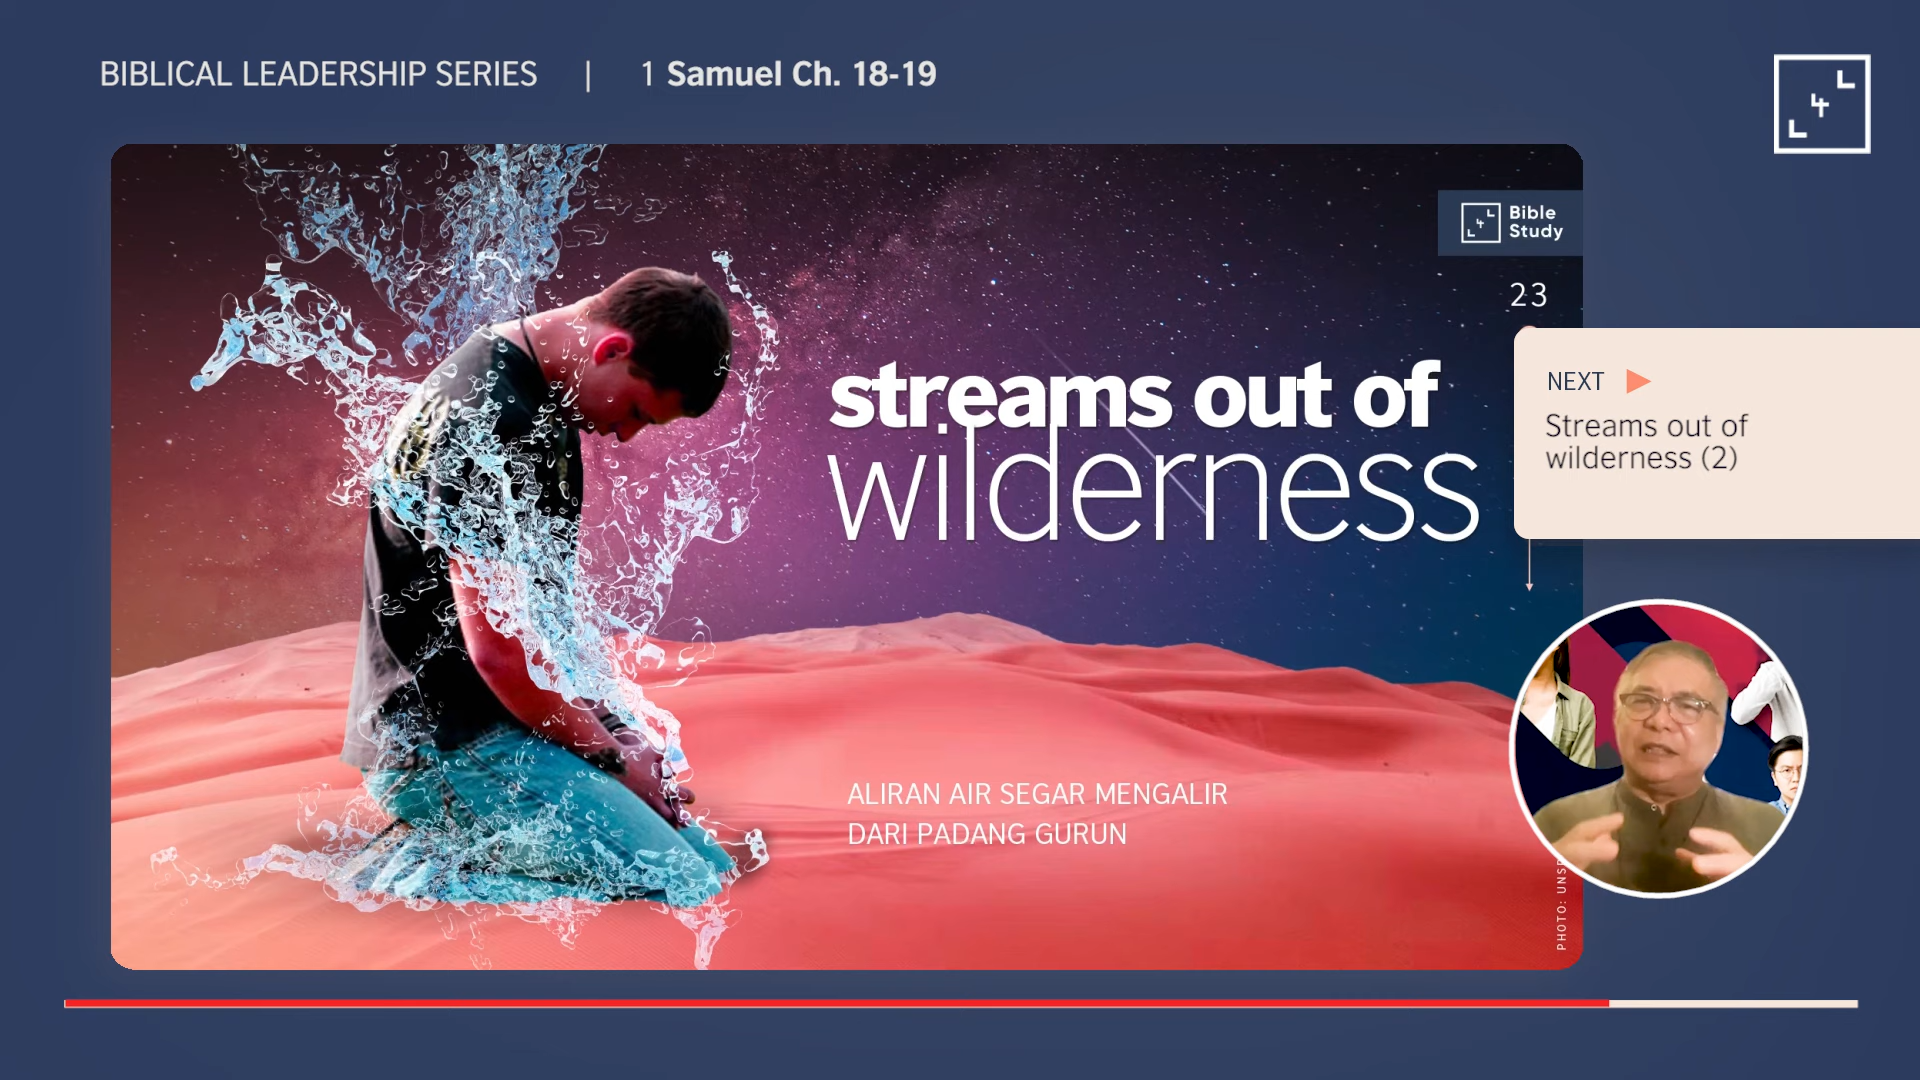 BIBLICAL LEADERSHIP SERIES | 1 Samuel Ch. 18-19
Bible
Study
23
streams out of
wilderness
NEXT
Streams out of
wilderness (2)
ALIRAN AIR SEGAR MENGALIR
DARI PADANG GURUN
PHOTO: